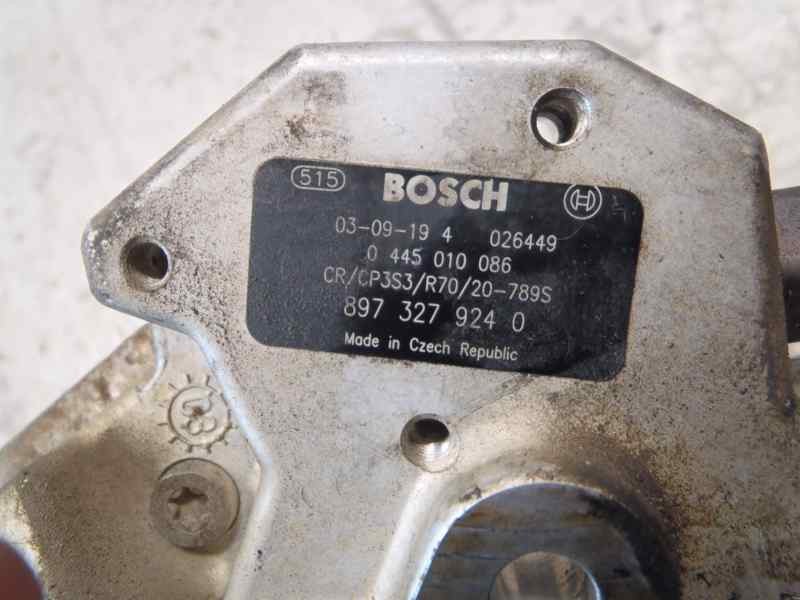 515 BOSCH
03-09-19 4 026449
0 445 010 086
CR/CP3S3/R70/20-789S
897 327 924 0
Made in Czech Republic